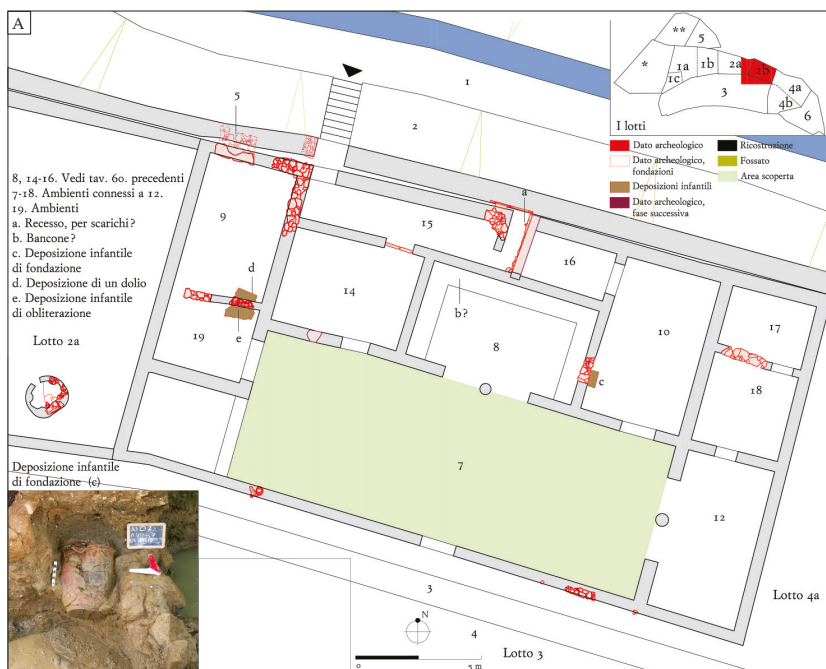 A
8, 14-16. Vedi tav. 60. precedenti
7-18. Ambienti connessi a 12.
19. Ambienti
a. Recesso, per scarichi?
b. Bancone?
c. Deposizione infantile
di fondazione
d. Deposizione di un dolio
e. Deposizione infantile
di obliterazione
Lotto 2a
Deposizione infantile
di fondazione (c)
5
1
2
9
d
19
e
15
a
14
b?
16
8
c
10
17
18
7
12
3
4
N
0
5 m
Lotto 3
Lotto 4a
**
5
*
1a
1b
1c
2a
2b
3
4a
4b
6
I lotti
Dato archeologico
Dato archeologico,
fondazioni
Deposizioni infantili
Dato archeologico,
fase successiva
Ricostruzione
Fossato
Area scoperta